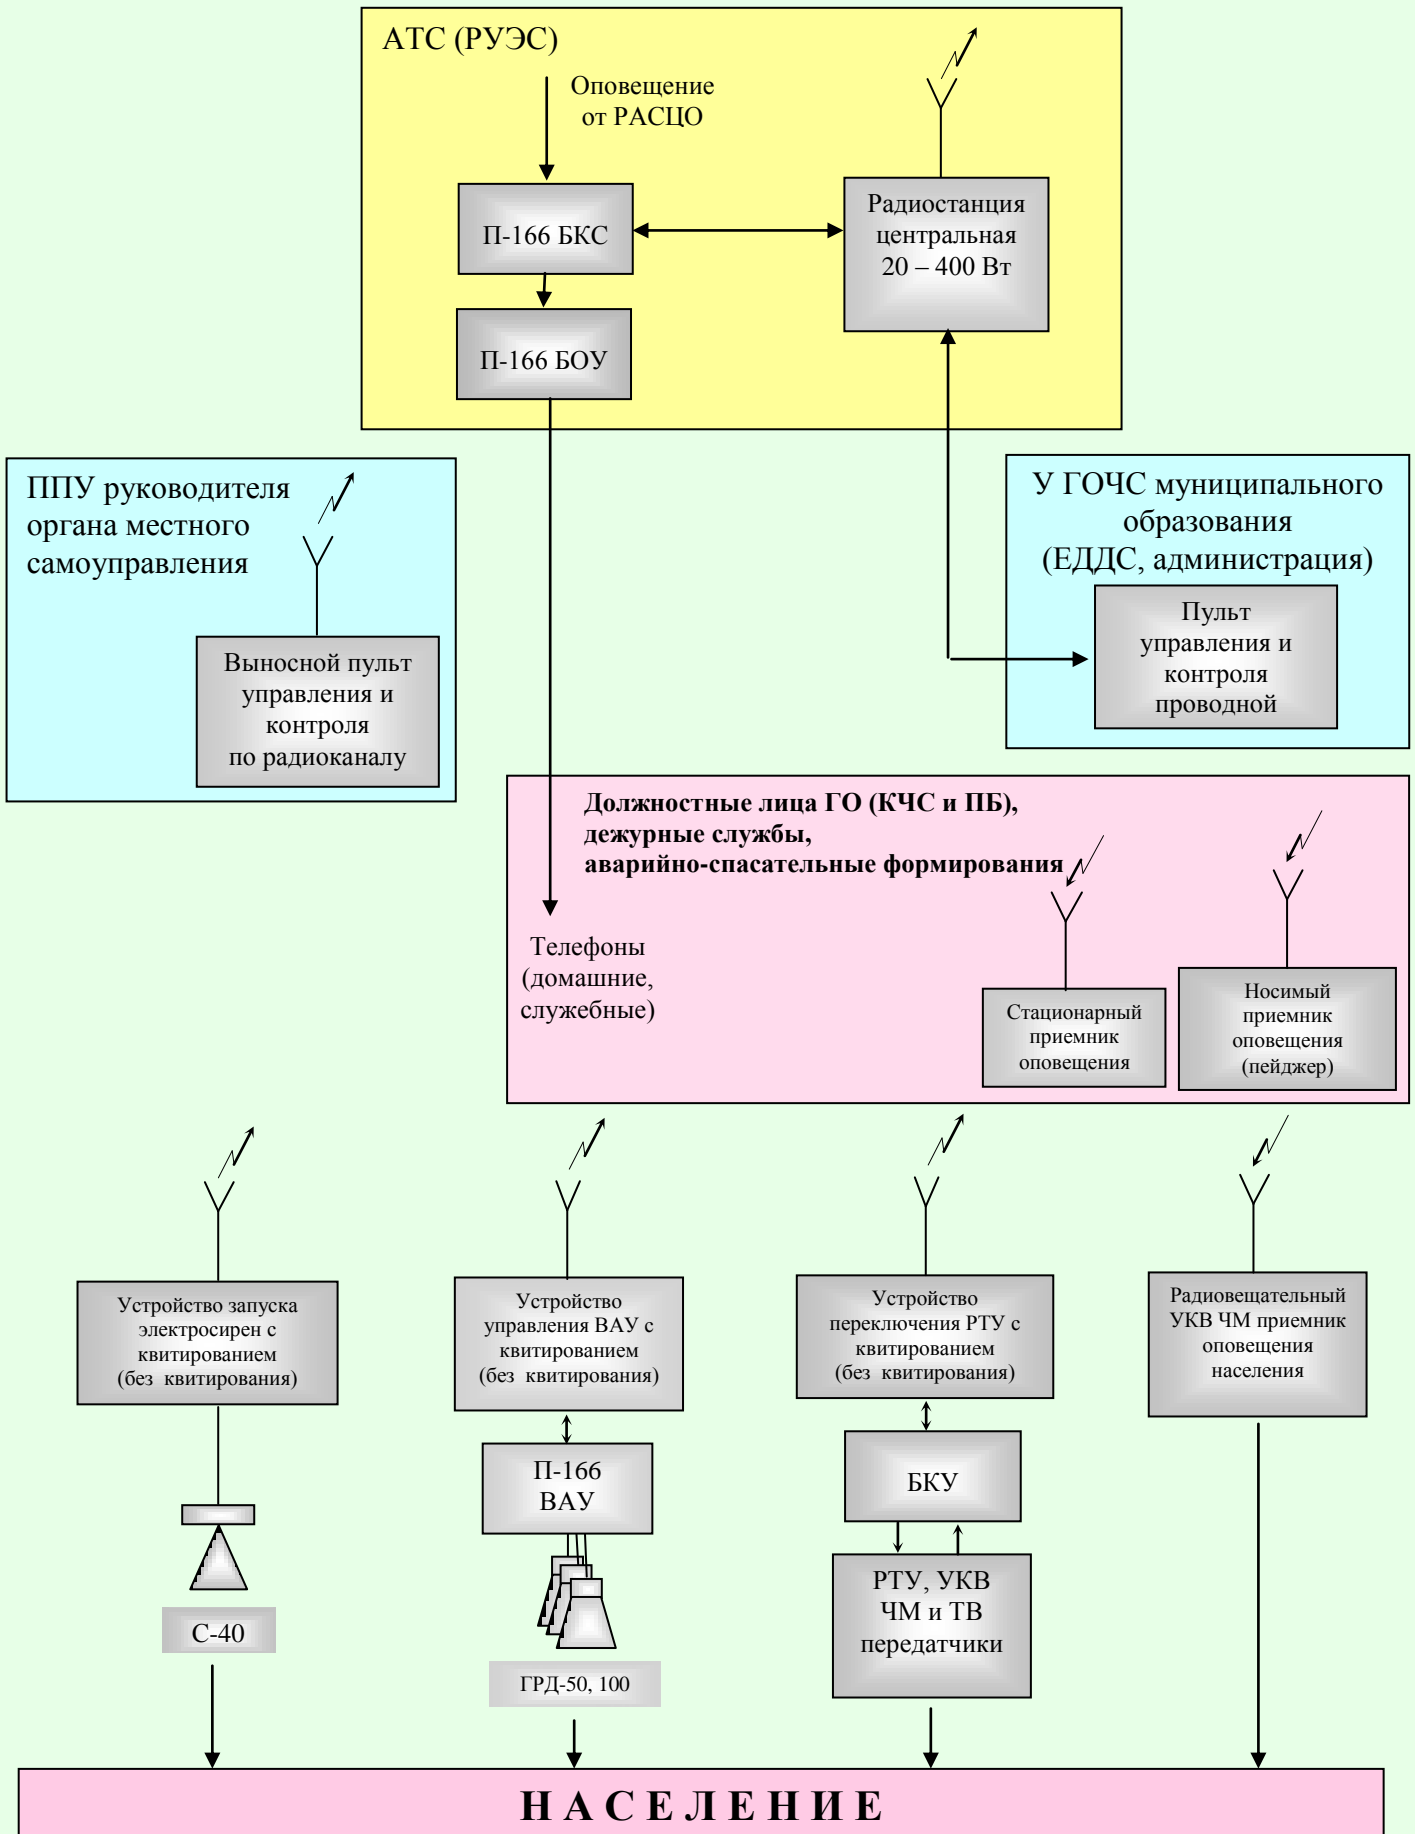 АТС (РУЭС)
Оповещение
от РАСЦО
П-166 БКС
Радиостанция
центральная
20 – 400 Вт
П-166 БОУ
ППУ руководителя
органа местного
самоуправления
Выносной пульт
управления и
контроля
по радиоканалу
У ГОЧС муниципального
образования
(ЕДДС, администрация)
Пульт
управления и
контроля
проводной
Должностные лица ГО (КЧС и ПБ),
дежурные службы,
аварийно-спасательные формирования
Телефоны
(домашние,
служебные)
Стационарный
приемник
оповещения
Носимый
приемник
оповещения
(пейджер)
Устройство запуска
электросирен с
квитированием
(без квитирования)
Устройство
управления ВАУ с
квитированием
(без квитирования)
Устройство
переключения РТУ с
квитированием
(без квитирования)
Радиовещательный
УКВ ЧМ приемник
оповещения
населения
П-166
ВАУ
БКУ
РТУ, УКВ
ЧМ и ТВ
передатчики
С-40
ГРД-50, 100
Н А С Е Л Е Н И Е